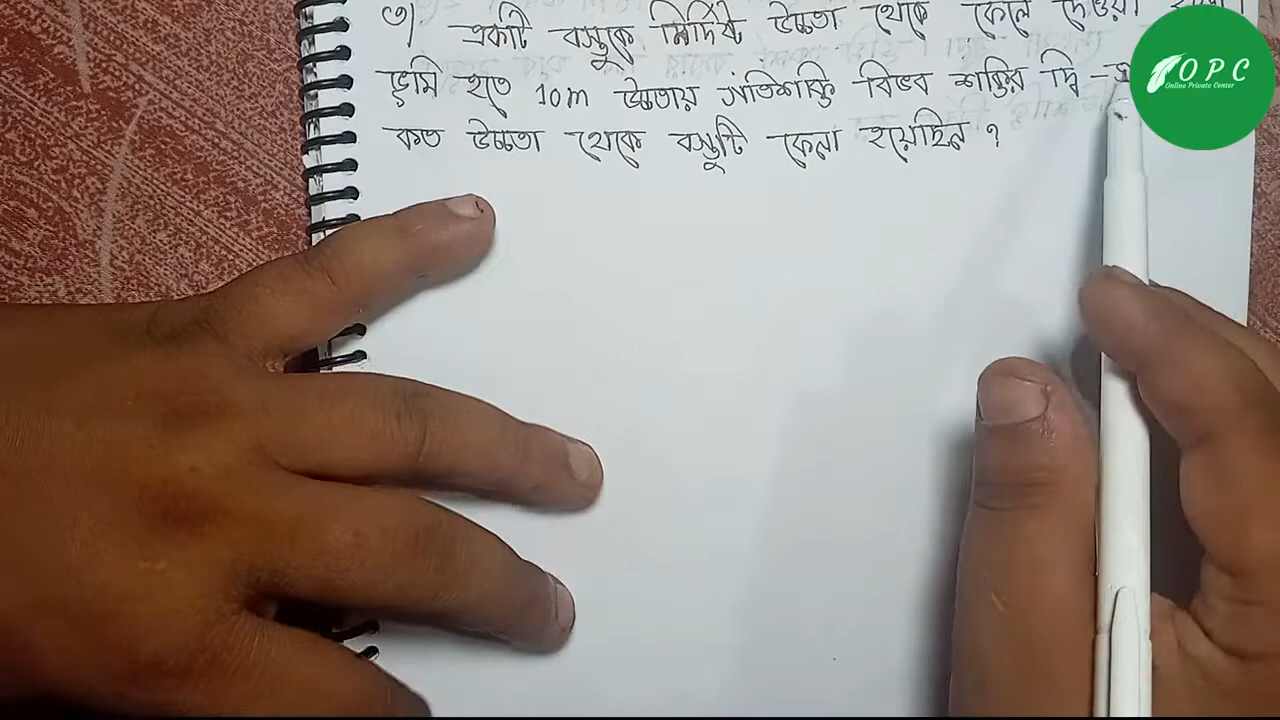 ৩| একটি বস্তুকে নির্দিষ্ট উচ্চতা থেকে ফেলে দেওয়া
ভূমি হতে 10m উচ্চতায় গতিশক্তি বিভব শক্তির দ্বি -
কত উচ্চতা থেকে বস্তুটি ফেলা হয়েছিল ?
OPC
Online Private Center